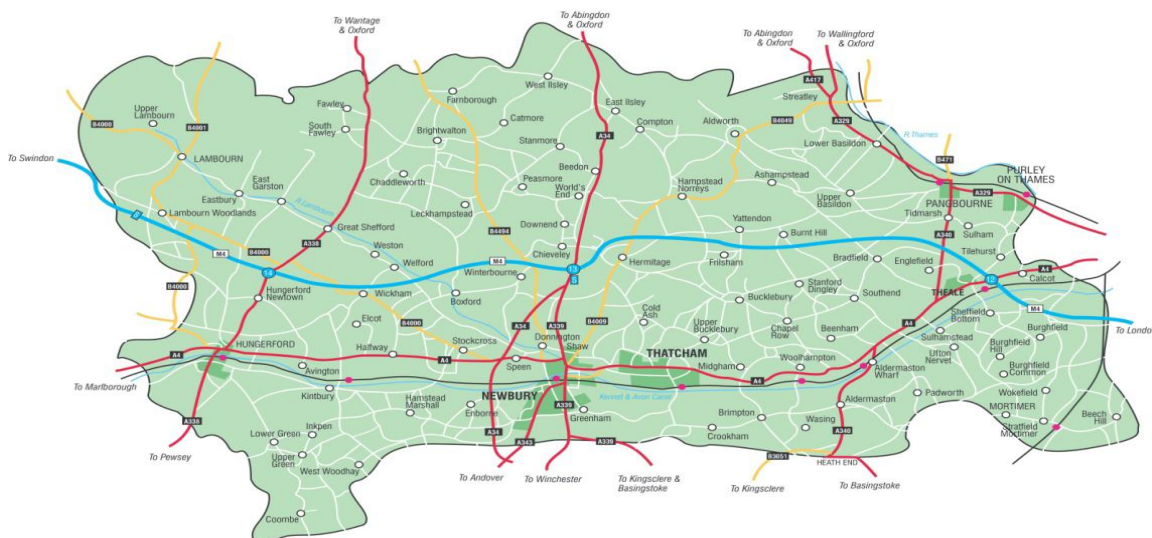 To Wantage
& Oxford
To Abingdon
& Oxford
To Abingdon
& Oxford
To Wallingford
& Oxford
A417
Streatley
West Ilsley
Farnborough
East Ilsley
Fawley
South
Fawley
Catmore
Compton
Aldworth
B4049
A329
Upper
Lambourn
B4000
B4001
Brightwalton
Stanmore
A34
Lower Basildon
R Thames
B471
LAMBOURN
To Swindon
East
Garston
Eastbury
R Lambourn
Chaddleworth
Peasmore
Beedon
World's
End
Hampstead
Norreys
Ashampstead
Upper
Basildon
PURLEY
ON THAMES
A329
PANGBOURNE
Tidmarsh
Lambourn Woodlands
Leckhampstead
Downend
Yattendon
Burnt Hill
Sulham
Great Shefford
A338
B4494
Chieveley
A340
Tilehurst
M4
B4000
Weston
Welford
M4
Winterbourne
13
Hermitage
Frilsham
Bradfield
Englefield
A4
Calcot
14
12
THEALE
B4000
Hungerford
Newtown
Wickham
Boxford
Bucklebury
Stanford
Dingley
Southend
Sheffield
Bottom
M4
To Londo
Elcot
B4000
A34
A339
B4009
Cold
Ash
Upper
Bucklebury
Chapel
Row
Beenham
A4
Sulhamstead
Burghfield
Burghfield
Hill
HUNGERFORD
Halfway
Stockcross
Donnington
Shaw
THATCHAM
Woolhampton
Ufton
Nervet
Burghfield
Common
A4
A4
Speen
Midgham
A4
Aldermaston
Wharf
To Marlborough
Avington
Kintbury
NEWBURY
Kennet & Avon Canal
Padworth
Wokefield
Hamstead
Marshall
Enborne
A339
Greenham
Brimpton
Wasing
Aldermaston
MORTIMER
Stratfield
Mortimer
Beech
Hill
A338
Inkpen
Lower Green
A34
A343
A339
Crookham
A340
To Pewsey
Upper
Green
West Woodhay
B3051
HEATH END
To Andover
To Winchester
To Kingsclere &
Basingstoke
To Kingsclere
To Basingstoke
Coombe